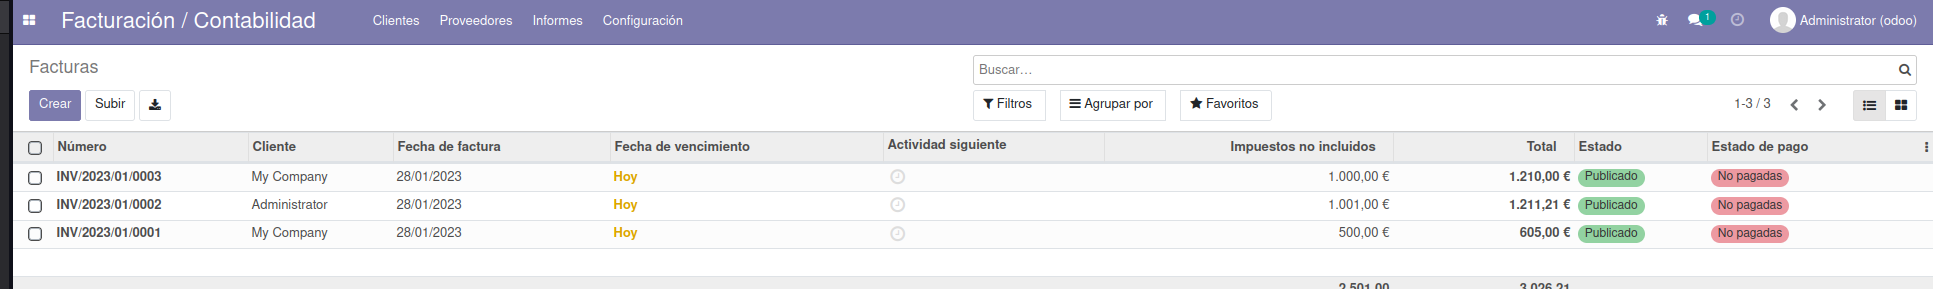 Facturación / Contabilidad Clientes Proveedores Informes Configuración 1 Administrator (odoo)
Facturas Buscar...
Crear Subir Filtros Agrupar por Favoritos 1-3 / 3
Número Cliente Fecha de factura Fecha de vencimiento Actividad siguiente Impuestos no incluidos Total Estado Estado de pago
INV/2023/01/0003 My Company 28/01/2023 Hoy 1.000,00 € 1.210,00 € Publicado No pagadas
INV/2023/01/0002 Administrator 28/01/2023 Hoy 1.001,00 € 1.211,21 € Publicado No pagadas
INV/2023/01/0001 My Company 28/01/2023 Hoy 500,00 € 605,00 € Publicado No pagadas
2.501,00 3.026,21